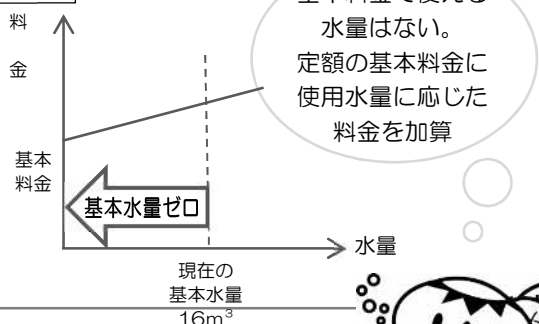 料
金
基本料金で使える
水量はない。
定額の基本料金に
使用水量に応じた
料金を加算
基本
料金
基本水量ゼロ
水量
現在の
基本水量
16m³